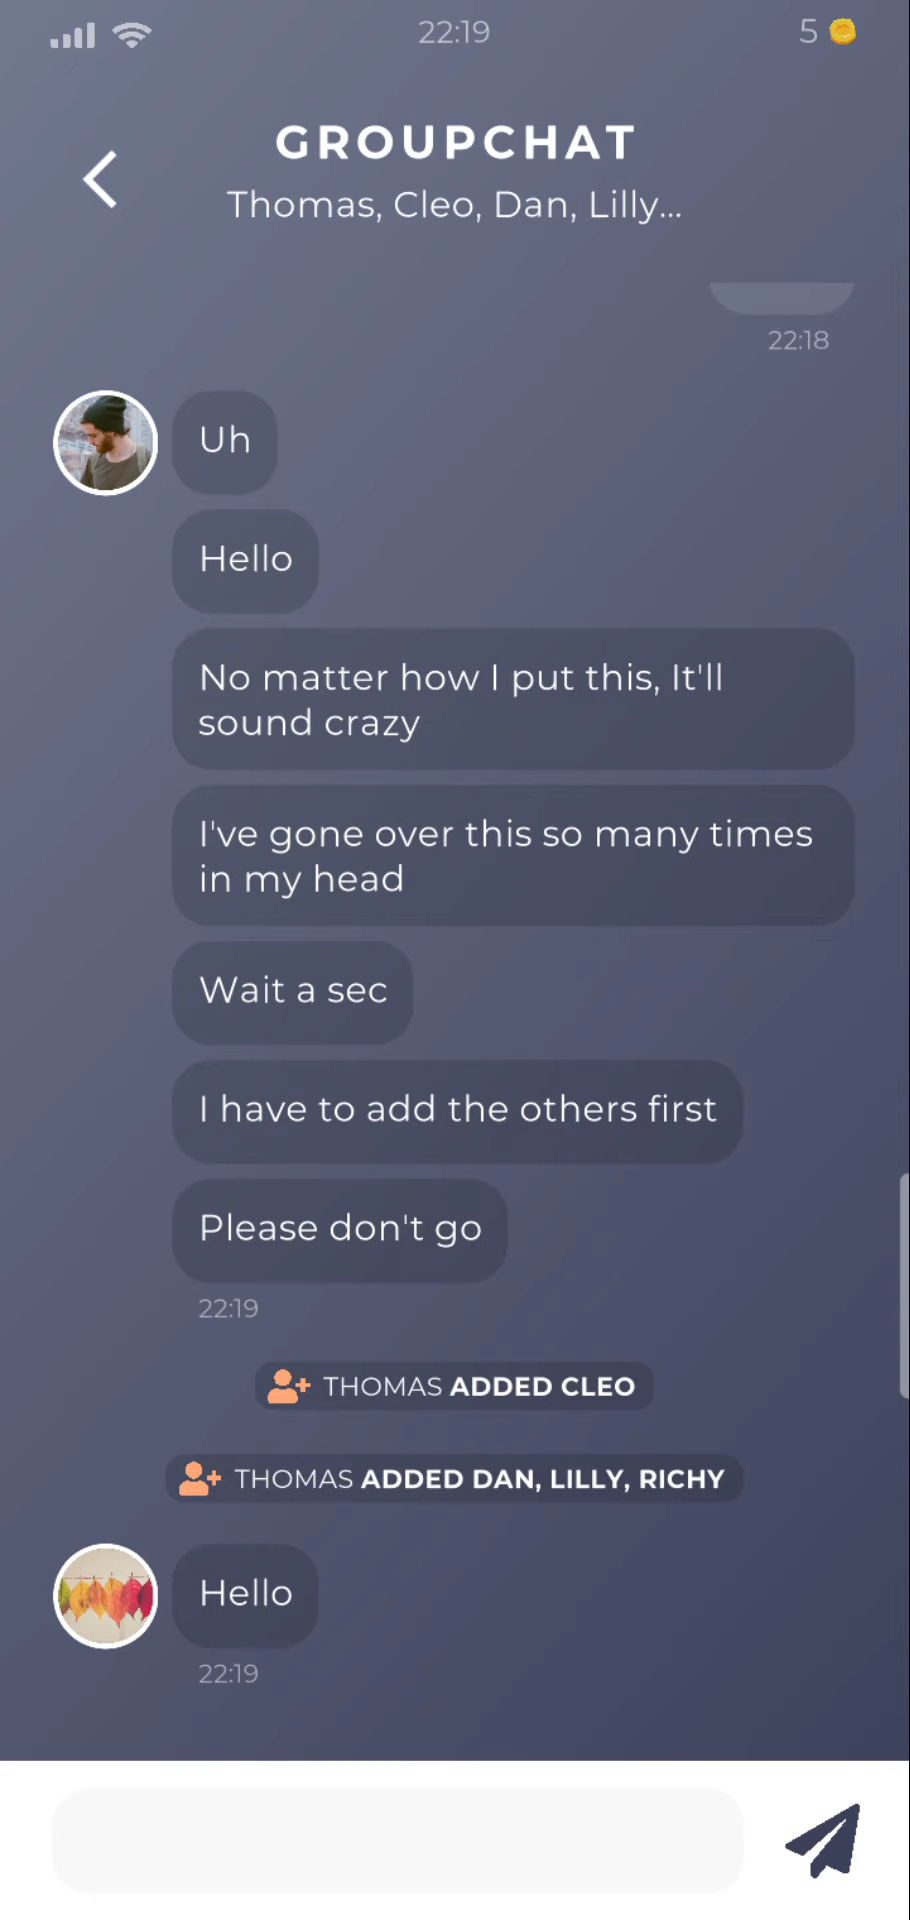 22:19
5
GROUPCHAT
Thomas, Cleo, Dan, Lilly...
22:18
Uh
Hello
No matter how I put this, It'll
sound crazy
I've gone over this so many times
in my head
Wait a sec
I have to add the others first
Please don't go
22:19
THOMAS ADDED CLEO
THOMAS ADDED DAN, LILLY, RICHY
Hello
22:19